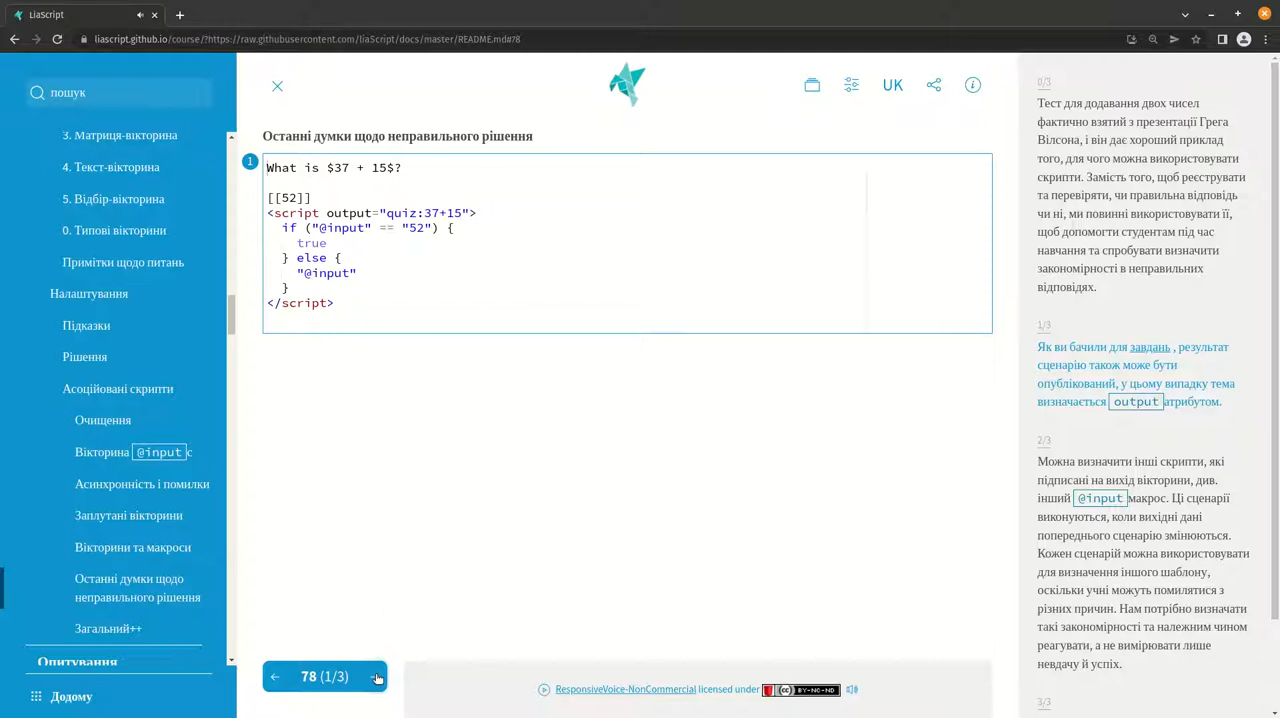 LiaScript
liascript.github.io/course/?https://raw.githubusercontent.com/liaScript/docs/master/README.md#78
пошук
3. Матриця-вікторина
4. Текст-вікторина
5. Відбір-вікторина
0. Типові вікторини
Примітки щодо питань
Налаштування
Підказки
Рішення
Асоційовані скрипти
Очищення
Вікторина @input с
Асинхронність і помилки
Заплутані вікторини
Вікторини та макроси
Останні думки щодо
неправильного рішення
Загальний++
Опитування
Додому
UK
Останні думки щодо неправильного рішення
1
What is $37 + 15$?
[[52]]
<script output="quiz:37+15">
if ("@input" == "52") {
true
} else {
"@input"
}
</script>
78 (1/3)
ResponsiveVoice-NonCommercial licensed under
BY-NC-ND
0/3
Тест для додавання двох чисел
фактично взятий з презентації Грега
Вілсона, і він дає хороший приклад
того, для чого можна використовувати
скрипти. Замість того, щоб реєструвати
та перевіряти, чи правильна відповідь
чи ні, ми повинні використовувати її,
щоб допомогти студентам під час
навчання та спробувати визначити
закономірності в неправильних
відповідях.
1/3
Як ви бачили для завдань , результат
сценарію також може бути
опублікований, у цьому випадку тема
визначається output атрибутом.
2/3
Можна визначити інші скрипти, які
підписані на вихід вікторини, див.
інший @input макрос. Ці сценарії
виконуються, коли вихідні дані
попереднього сценарію змінюються.
Кожен сценарій можна використовувати
для визначення іншого шаблону,
оскільки учні можуть помилятися з
різних причин. Нам потрібно визначати
такі закономірності та належним чином
реагувати, а не вимірювати лише
невдачу й успіх.
3/3